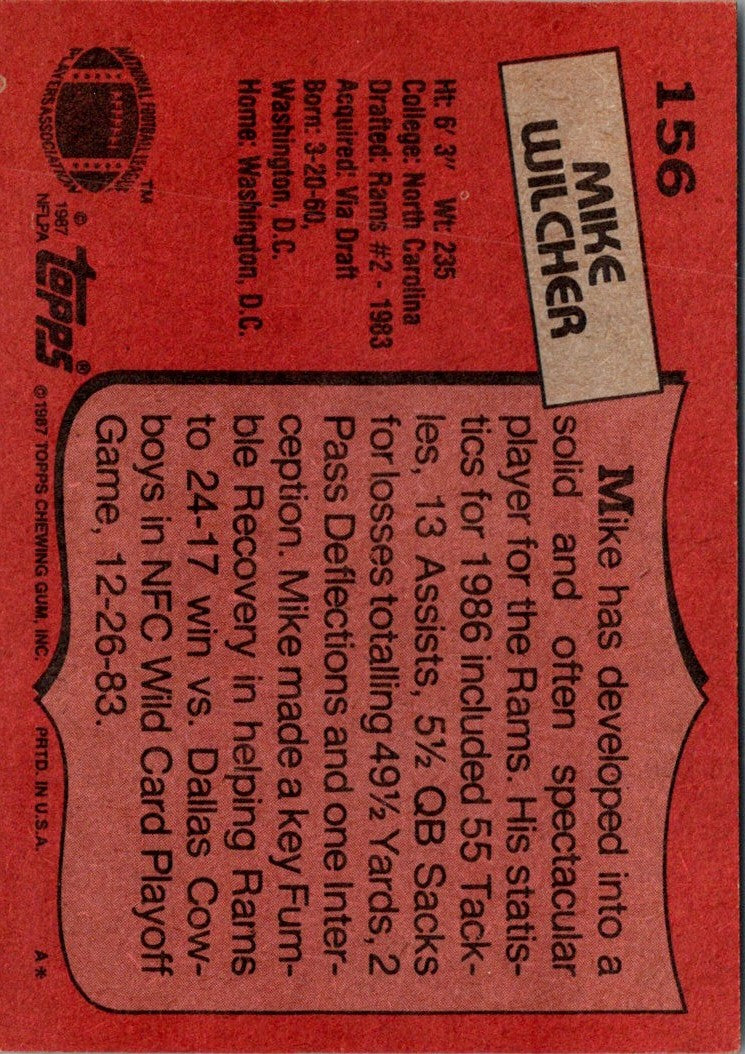 156
MIKE
WILCHER
Ht: 6' 3" Wt: 235
College: North Carolina
Drafted: Rams #2 - 1983
Acquired: Via Draft
Born: 3-20-60,
Washington, D.C.
Home: Washington, D.C.
NATIONAL FOOTBALL LEAGUE
PLAYERS ASSOCIATION
TM
© 1987
NFLPA
Mike has developed into a
solid and often spectacular
player for the Rams. His statis-
tics for 1986 included 55 Tack-
les, 13 Assists, 5½ QB Sacks
for losses totalling 49½ Yards, 2
Pass Deflections and one Inter-
ception. Mike made a key Fum-
ble Recovery in helping Rams
to 24-17 win vs. Dallas Cow-
boys in NFC Wild Card Playoff
Game, 12-26-83.
topps® © 1987 TOPPS CHEWING GUM, INC. PRTD. IN U.S.A. A*